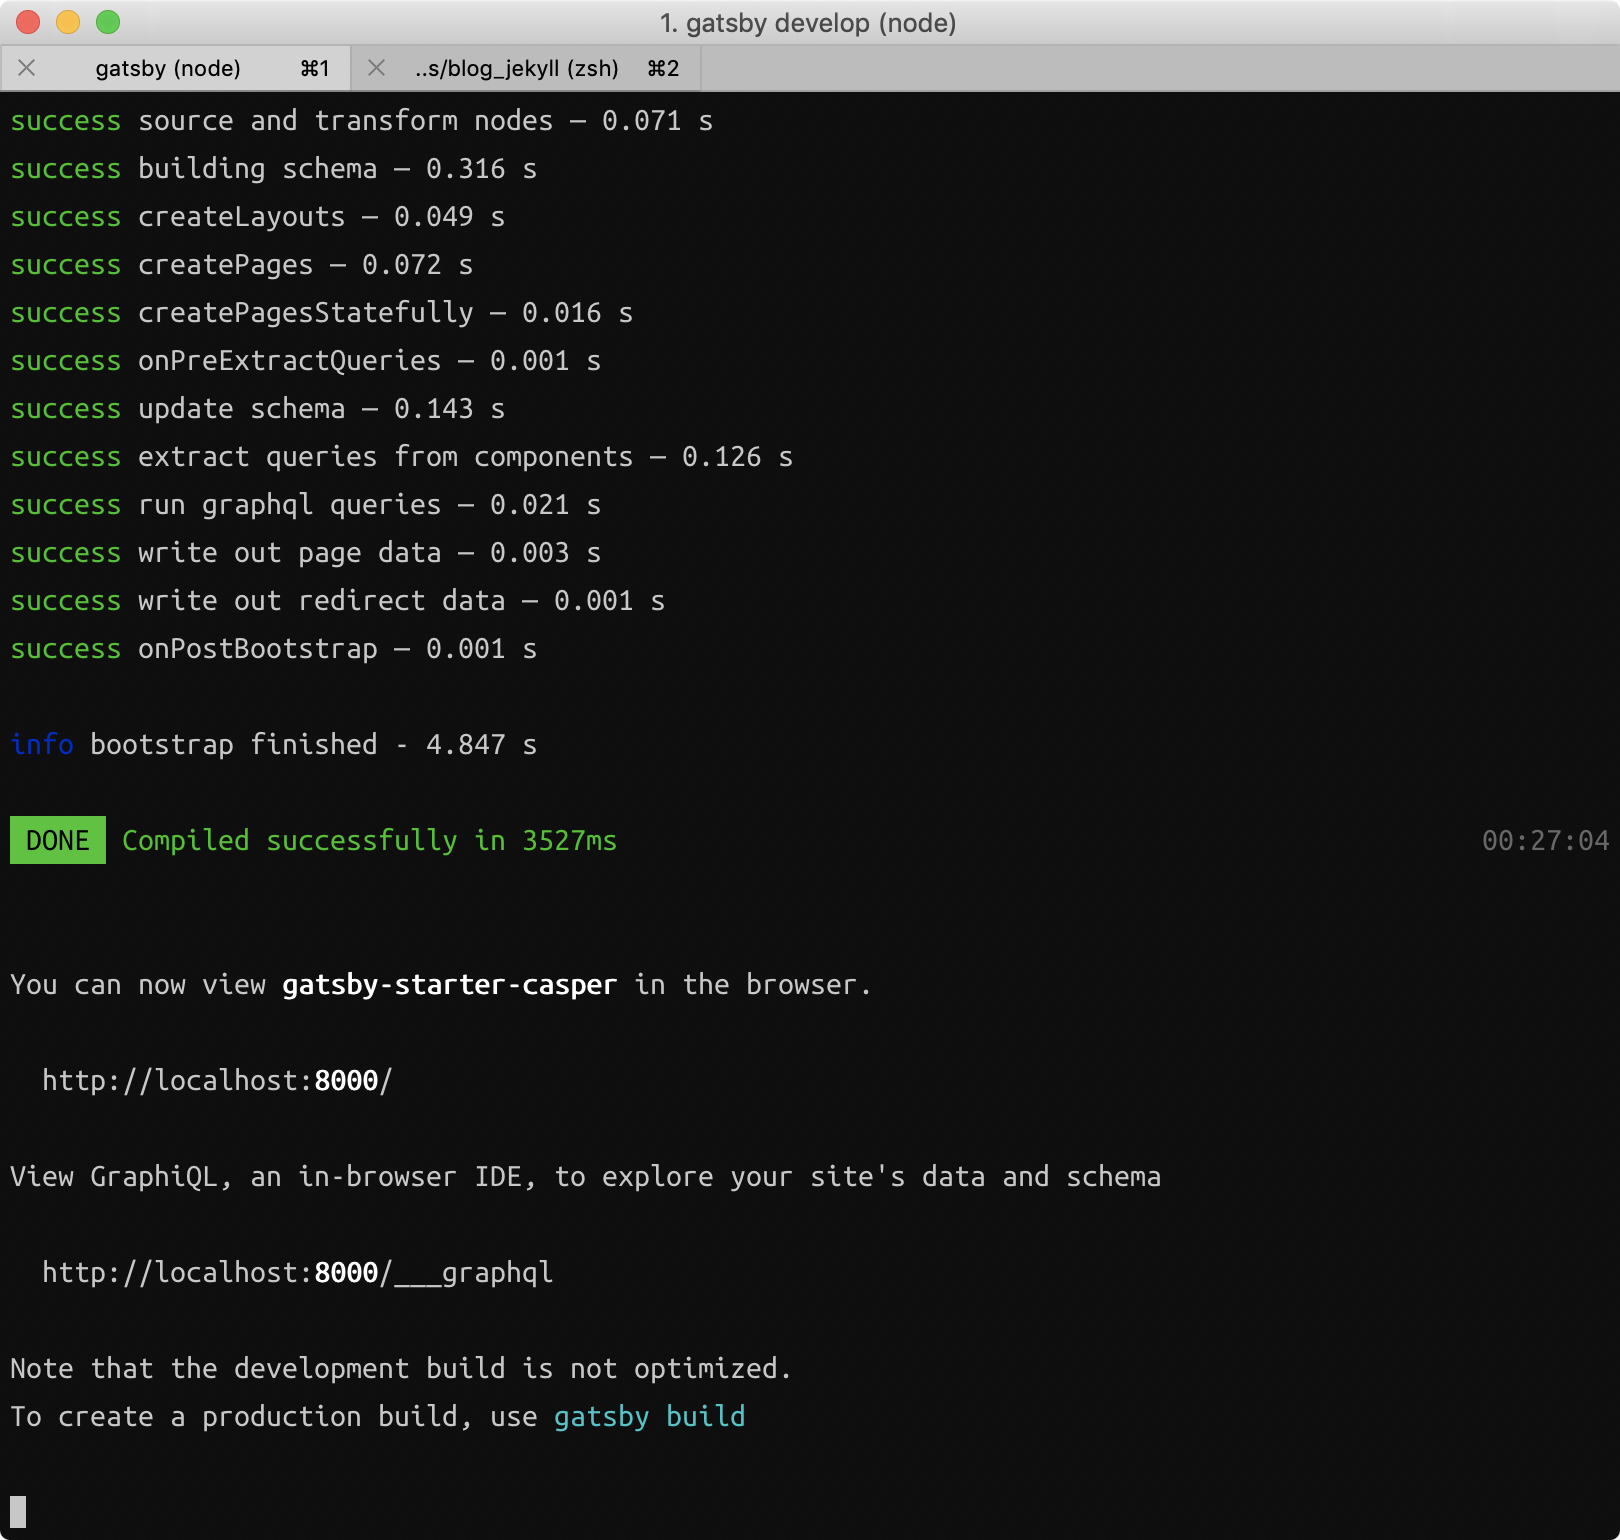 1. gatsby develop (node)
gatsby (node) ⌘1 ..s/blog_jekyll (zsh) ⌘2
success source and transform nodes — 0.071 s
success building schema — 0.316 s
success createLayouts — 0.049 s
success createPages — 0.072 s
success createPagesStatefully — 0.016 s
success onPreExtractQueries — 0.001 s
success update schema — 0.143 s
success extract queries from components — 0.126 s
success run graphql queries — 0.021 s
success write out page data — 0.003 s
success write out redirect data — 0.001 s
success onPostBootstrap — 0.001 s
info bootstrap finished - 4.847 s
DONE Compiled successfully in 3527ms 00:27:04
You can now view gatsby-starter-casper in the browser.
http://localhost:8000/
View GraphiQL, an in-browser IDE, to explore your site's data and schema
http://localhost:8000/___graphql
Note that the development build is not optimized.
To create a production build, use gatsby build